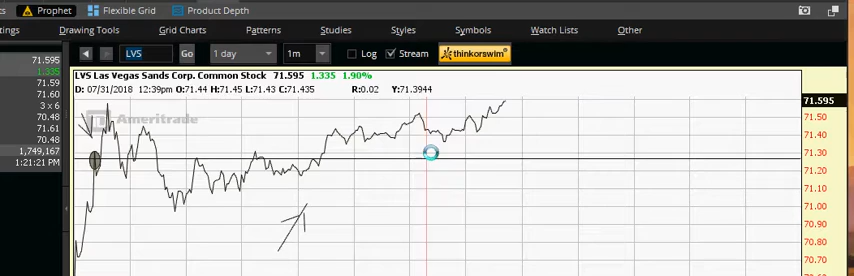 Prophet Flexible Grid Product Depth
tings Drawing Tools Grid Charts Patterns Studies Styles Symbols Watch Lists Other
LVS Go 1 day 1m Log Stream thinkorswim
LVS Las Vegas Sands Corp. Common Stock 71.595 1.335 1.90%
D: 07/31/2018 12:39pm O:71.44 H:71.45 L:71.43 C:71.435 R:0.02 Y:71.3944
Ameritrade
71.595
1.335
71.59
71.60
3 x 6
70.48
71.61
70.48
1,749,167
1:21:21 PM
71.595
71.50
71.40
71.30
71.20
71.10
71.00
70.90
70.80
70.70
70.60